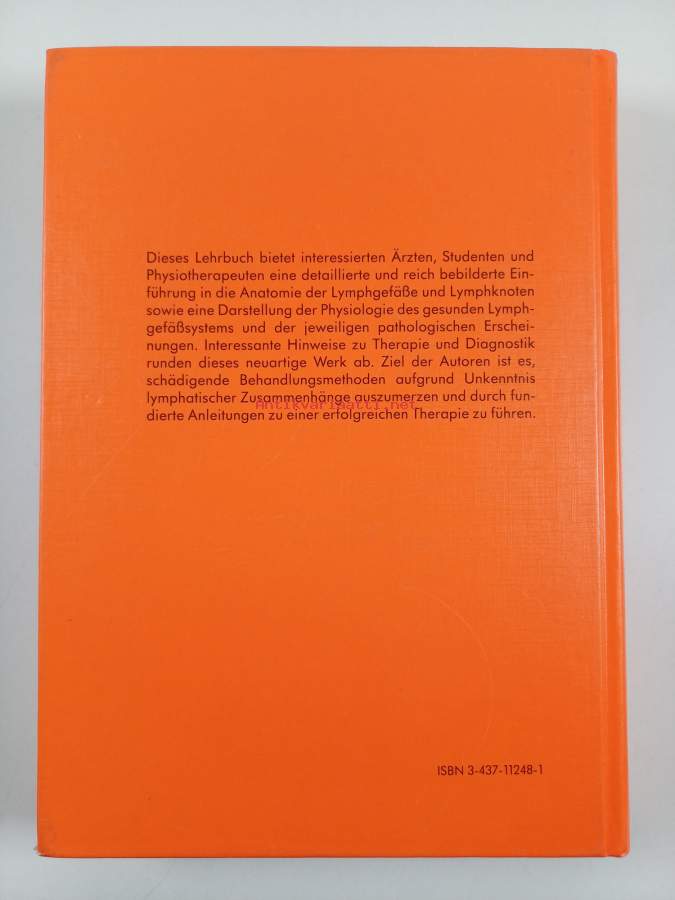 Dieses Lehrbuch bietet interessierten Ärzten, Studenten und
Physiotherapeuten eine detaillierte und reich bebilderte Ein-
führung in die Anatomie der Lymphgefäße und Lymphknoten
sowie eine Darstellung der Physiologie des gesunden Lymph-
gefäßsystems und der jeweiligen pathologischen Erschei-
nungen. Interessante Hinweise zu Therapie und Diagnostik
runden dieses neuartige Werk ab. Ziel der Autoren ist es,
schädigende Behandlungsmethoden aufgrund Unkenntnis
lymphatischer Zusammenhänge auszumerzen und durch fun-
Antikvariaatti.net
dierte Anleitungen zu einer erfolgreichen Therapie zu führen.
ISBN 3-437-11248-1